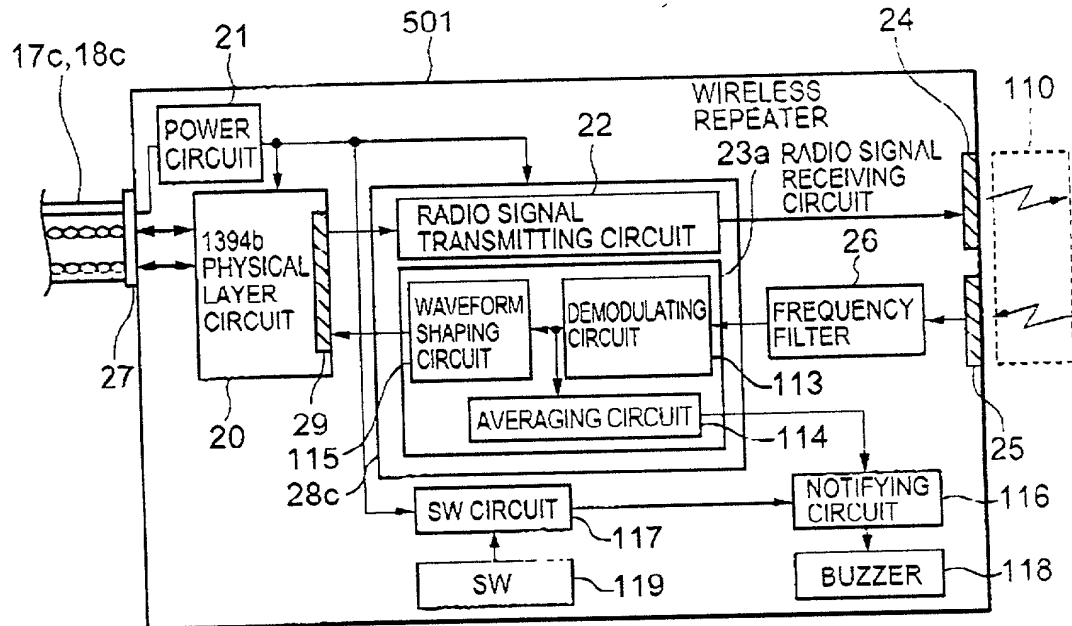 501
21
24
17c,18c
110
WIRELESS
REPEATER
POWER
CIRCUIT
22
23a
RADIO SIGNAL
RECEIVING
CIRCUIT
RADIO SIGNAL
TRANSMITTING CIRCUIT
26
1394b
PHYSICAL
LAYER
CIRCUIT
WAVEFORM
SHAPING
CIRCUIT
DEMODULATING
CIRCUIT
FREQUENCY
FILTER
27
113
20
29
AVERAGING CIRCUIT
114
25
115
28c
SW CIRCUIT
117
NOTIFYING
CIRCUIT
116
SW
119
BUZZER
118